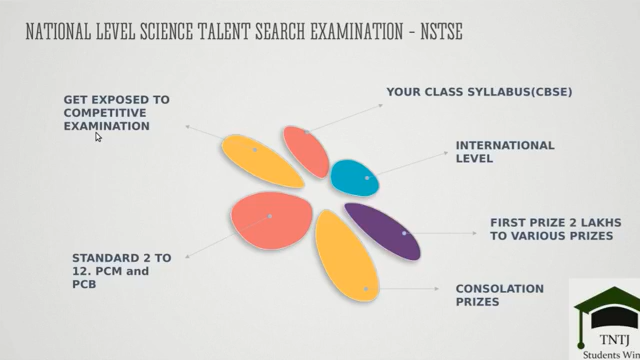 NATIONAL LEVEL SCIENCE TALENT SEARCH EXAMINATION - NSTSE
GET EXPOSED TO
COMPETITIVE
EXAMINATION
YOUR CLASS SYLLABUS(CBSE)
INTERNATIONAL
LEVEL
FIRST PRIZE 2 LAKHS
TO VARIOUS PRIZES
STANDARD 2 TO
12. PCM and
PCB
CONSOLATION
PRIZES
TNTJ
Students Win